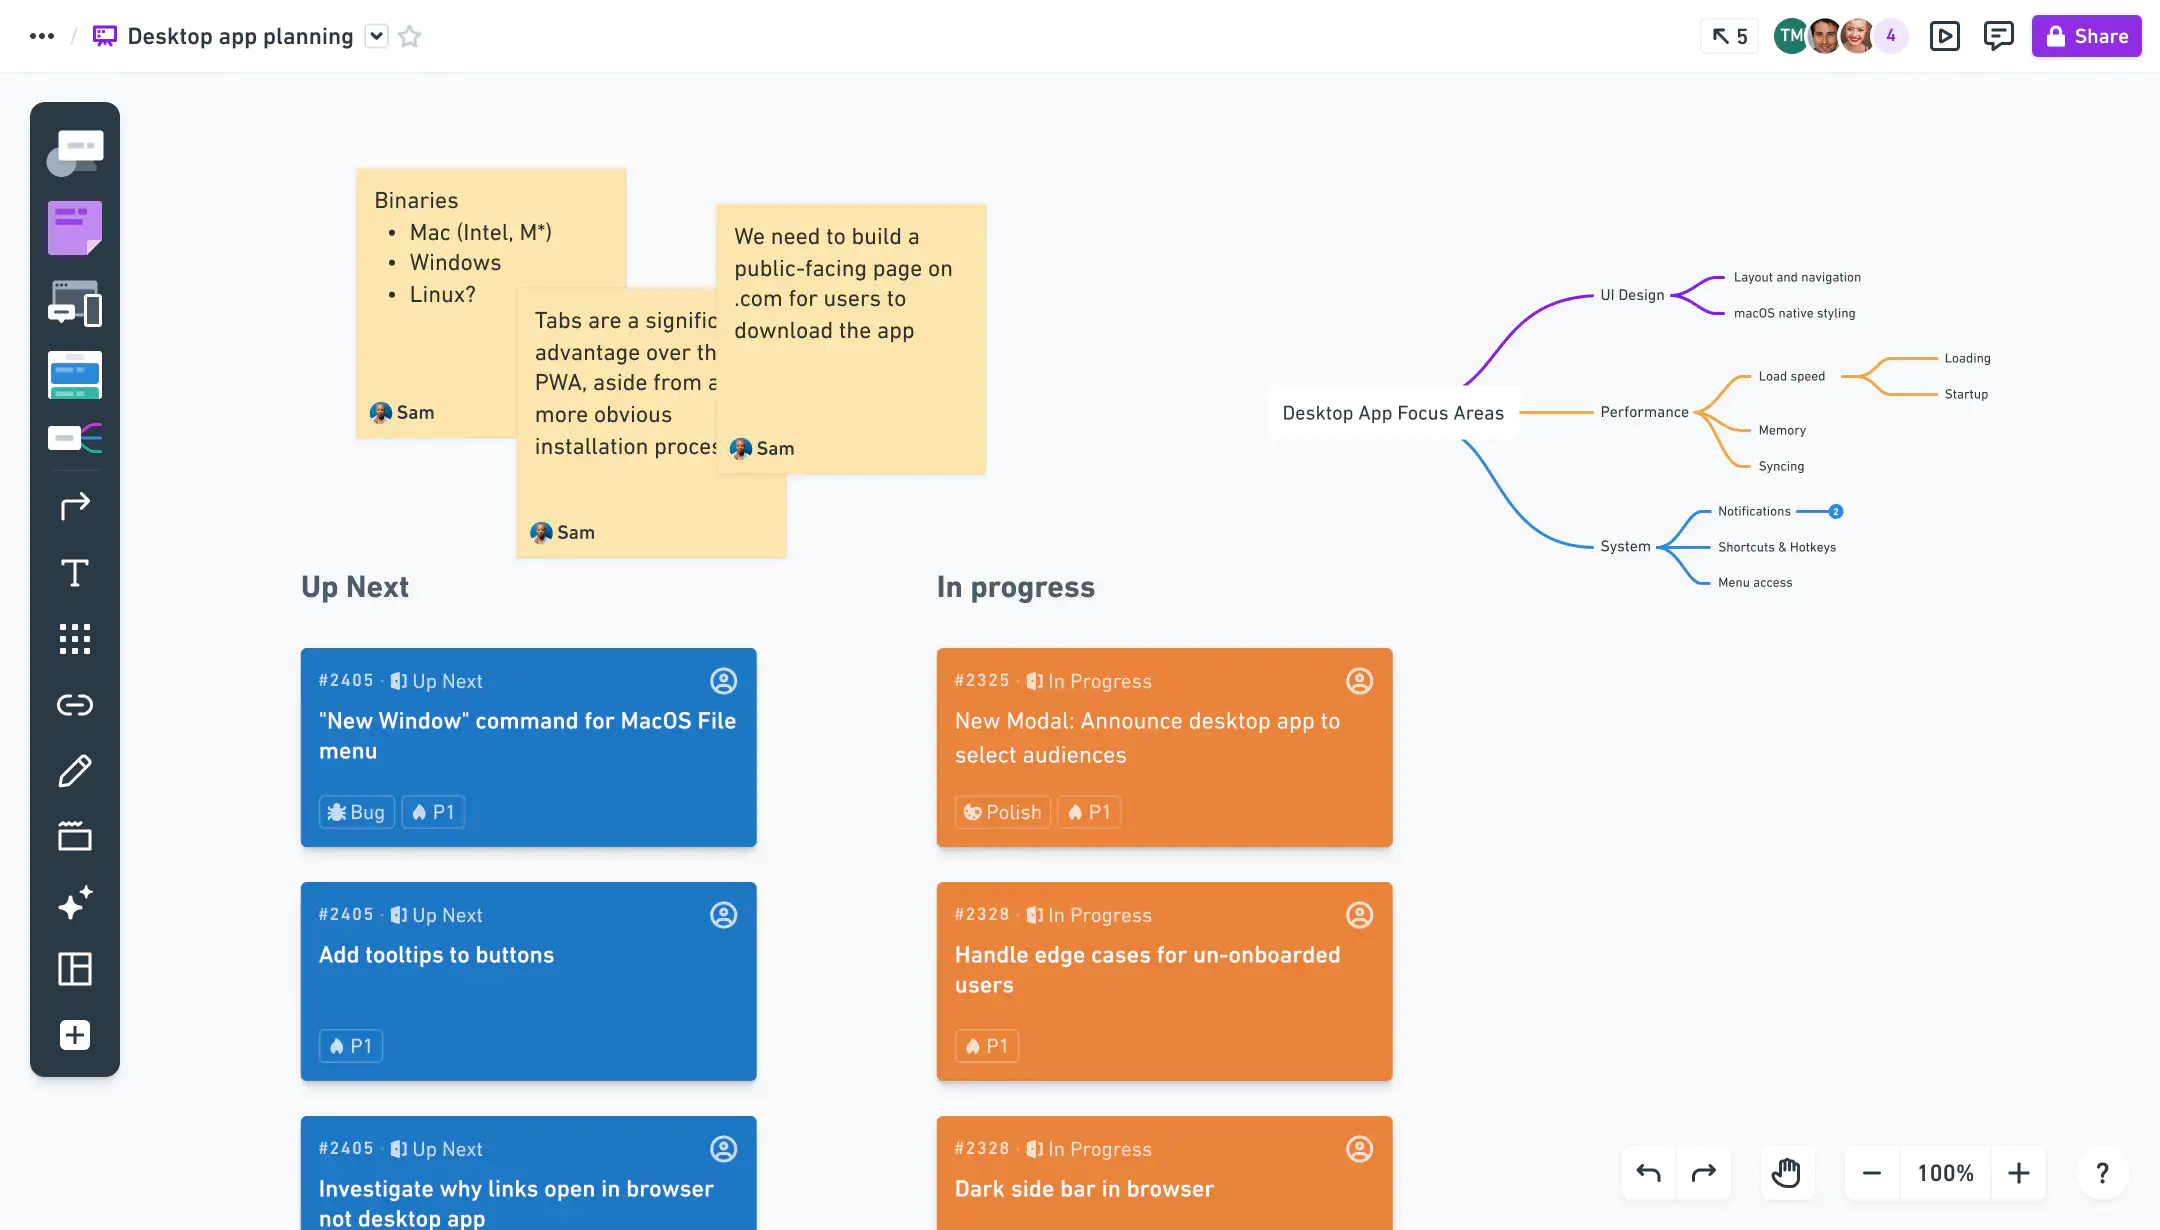 Desktop app planning
5
TM
4
Share
Binaries
• Mac (Intel, M*)
• Windows
• Linux?
Sam
Tabs are a
advantage over
PWA, aside from
more obvious
installation
Sam
We need to build a
public-facing page on
.com for users to
download the app
Sam
Desktop App Focus Areas
UI Design
Layout and navigation
macOS native styling
Performance
Load speed
Loading
Startup
Memory
Syncing
System
Notifications
2
Shortcuts & Hotkeys
Menu access
Up Next
#2405 · Up Next
"New Window" command for MacOS File
menu
Bug
P1
#2405 · Up Next
Add tooltips to buttons
P1
#2405 · Up Next
Investigate why links open in browser
not desktop app
In progress
#2325 · In Progress
New Modal: Announce desktop app to
select audiences
Polish
P1
#2328 · In Progress
Handle edge cases for un-onboarded
users
P1
#2328 · In Progress
Dark side bar in browser
100%
?